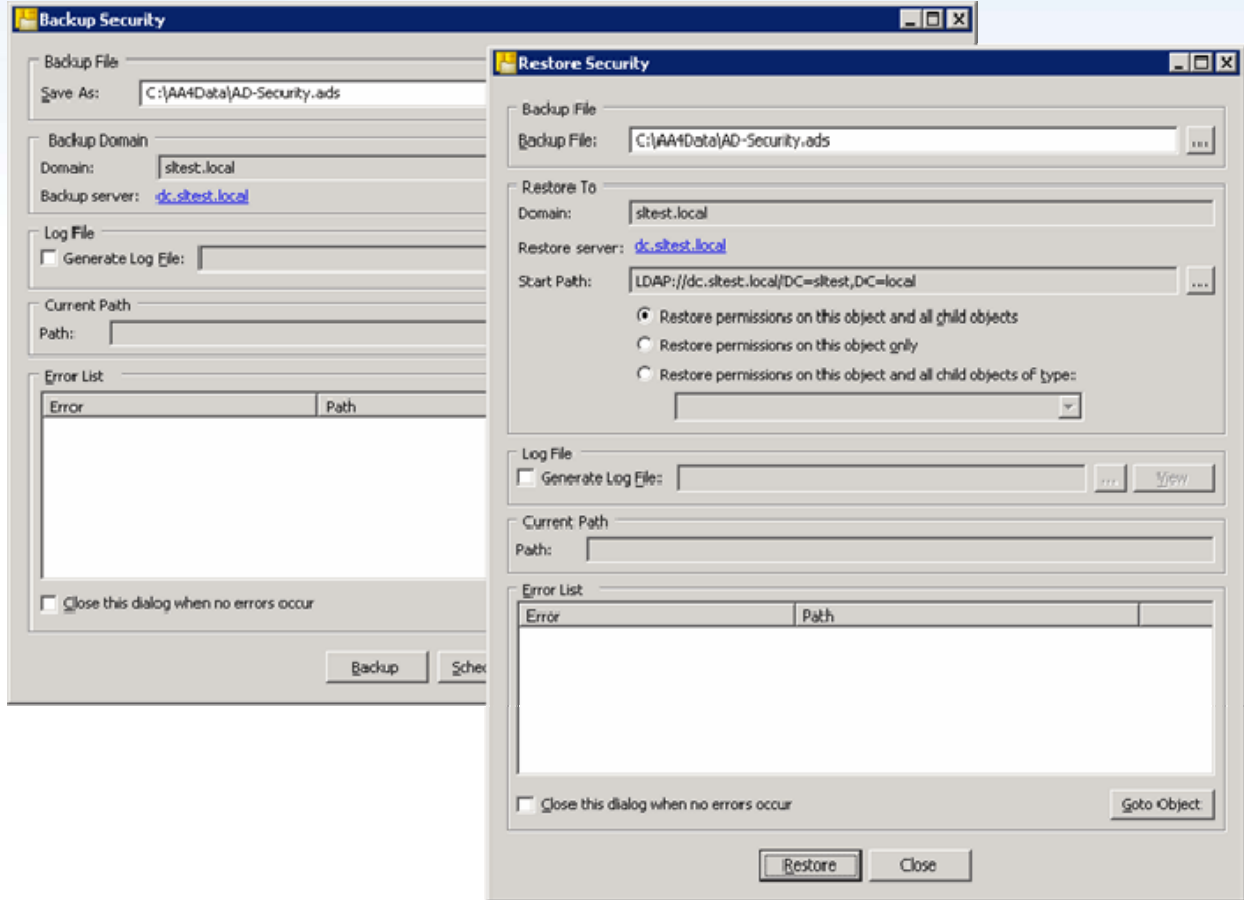 Backup Security
Backup File
Save As: C:\AA4Data\AD-Security.ads
Backup Domain
Domain: sltest.local
Backup server: dc.sltest.local
Log File
Generate Log File:
Current Path
Path:
Error List
Error Path
Close this dialog when no errors occur
Backup
Restore Security
Backup File
Backup File: C:\AA4Data\AD-Security.ads ...
Restore To
Domain: sltest.local
Restore server: dc.sltest.local
Start Path: LDAP://dc.sltest.local/DC=sltest,DC=local ...
Restore permissions on this object and all child objects
Restore permissions on this object only
Restore permissions on this object and all child objects of type::
Log File
Generate Log File:: ... View
Current Path
Path:
Error List
Error Path
Close this dialog when no errors occur Goto Object
Restore Close